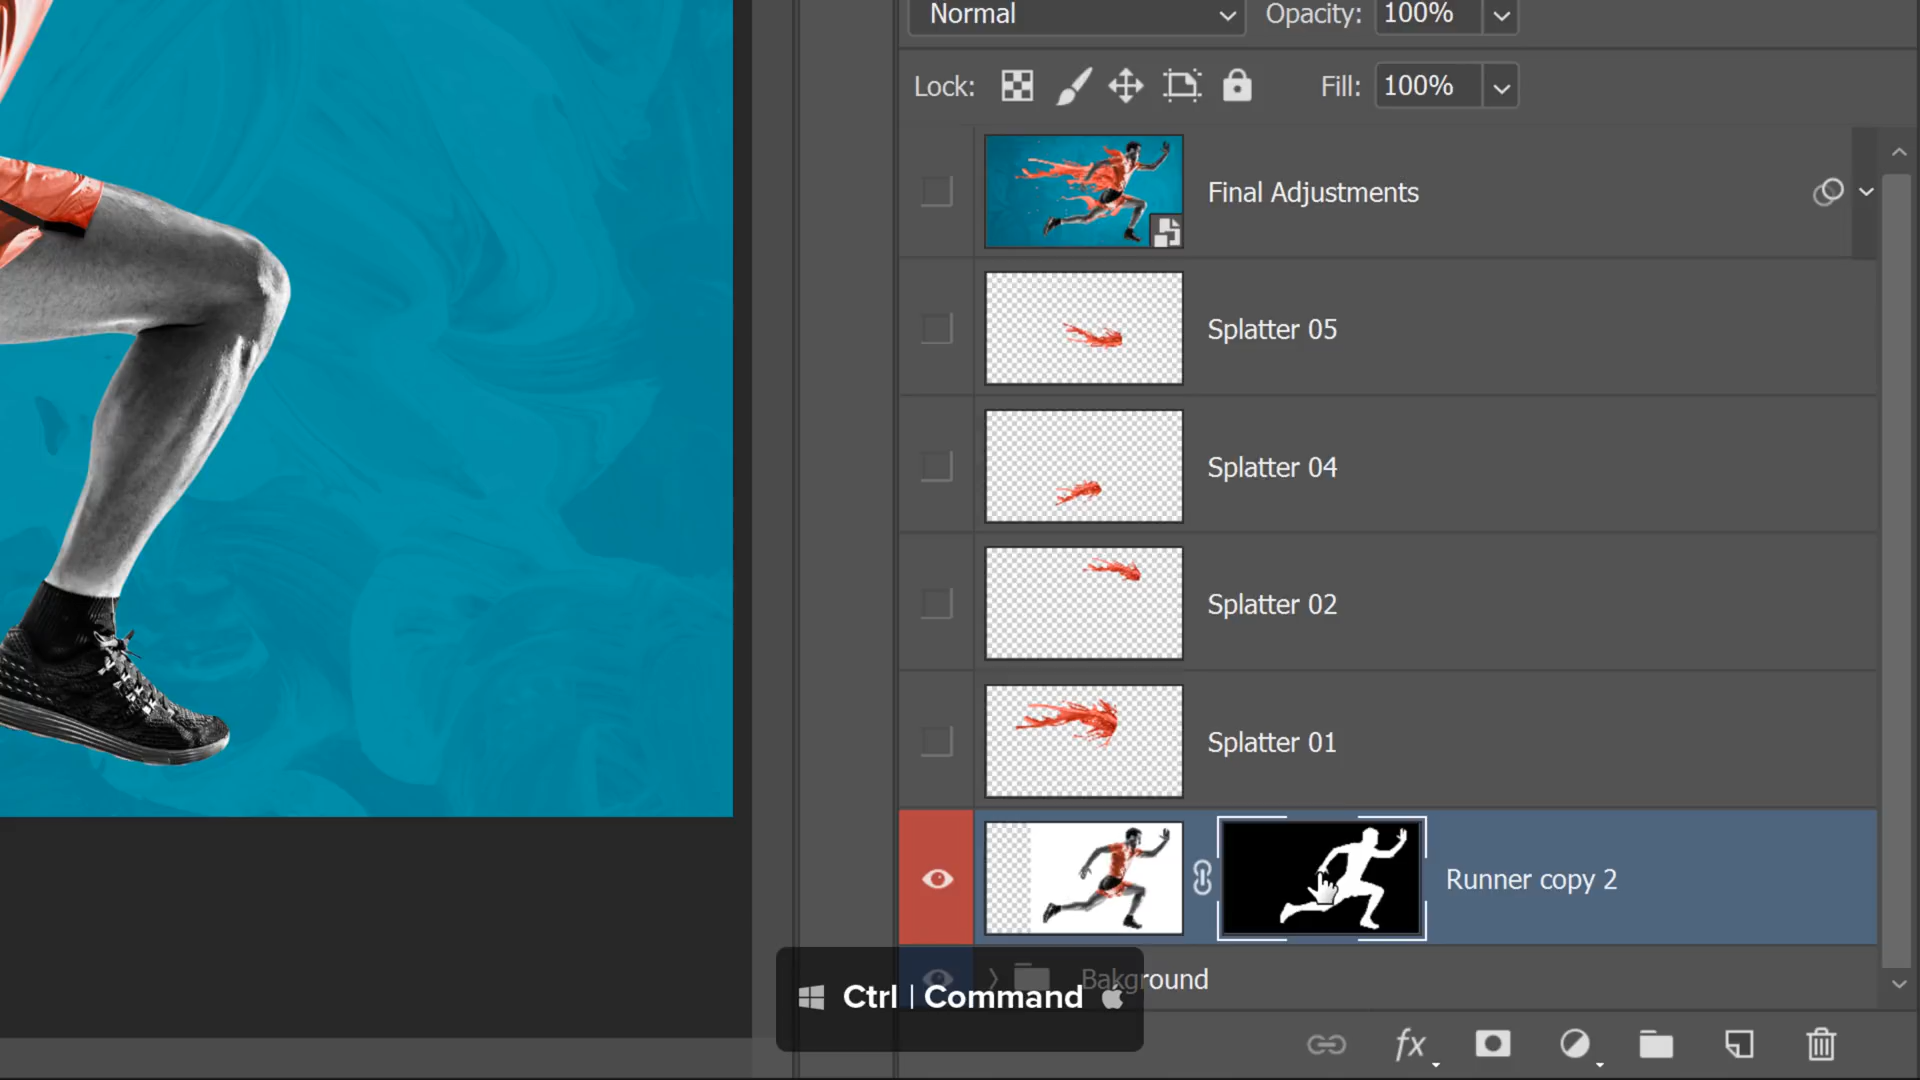 Normal Opacity: 100%
Lock: Fill: 100%
Final Adjustments
Splatter 05
Splatter 04
Splatter 02
Splatter 01
Runner copy 2
Bakground
Ctrl | Command
fx